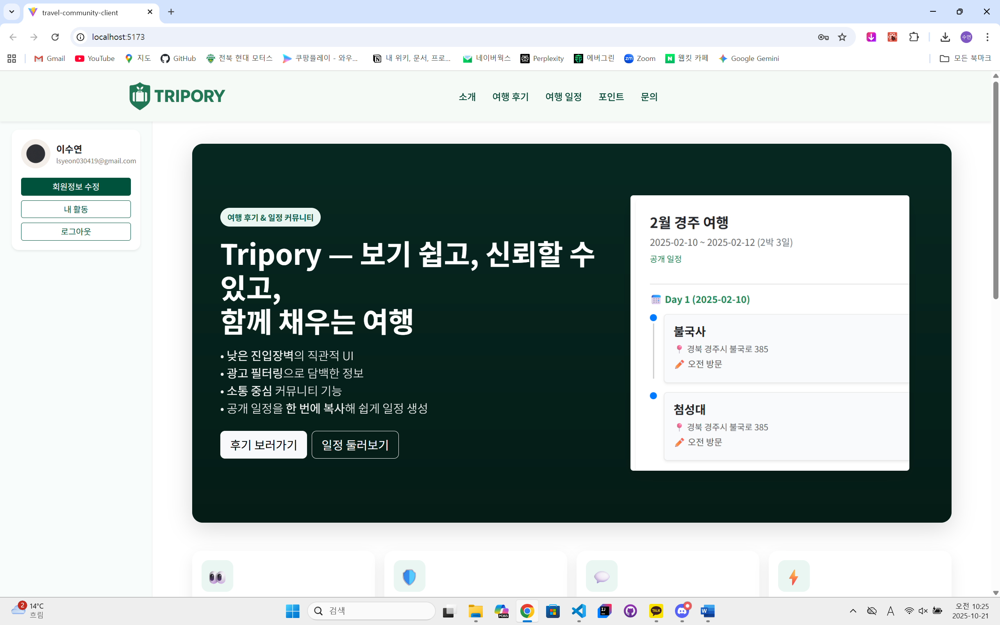 travel-community-client
localhost:5173
수연
Gmail
YouTube
지도
GitHub
전북 현대 모터스
쿠팡플레이 - 와우...
내 위키, 문서, 프로...
네이버웍스
Perplexity
에버그린
zm Zoom
N 웹킷 카페
Google Gemini
모든 북마크
TRIPORY
소개
여행 후기
여행 일정
포인트
문의
이수연
lsyeon030419@gmail.com
회원정보 수정
내 활동
로그아웃
여행 후기 & 일정 커뮤니티
Tripory — 보기 쉽고, 신뢰할 수
있고,
함께 채우는 여행
• 낮은 진입장벽의 직관적 UI
• 광고 필터링으로 담백한 정보
• 소통 중심 커뮤니티 기능
• 공개 일정을 한 번에 복사해 쉽게 일정 생성
후기 보러가기
일정 둘러보기
2월 경주 여행
2025-02-10 ~ 2025-02-12 (2박 3일)
공개 일정
Day 1 (2025-02-10)
불국사
경북 경주시 불국로 385
오전 방문
첨성대
경북 경주시 불국로 385
오전 방문
2
14°C
흐림
검색
M365
IJ
TALK
W
A
오전 10:25
2025-10-21